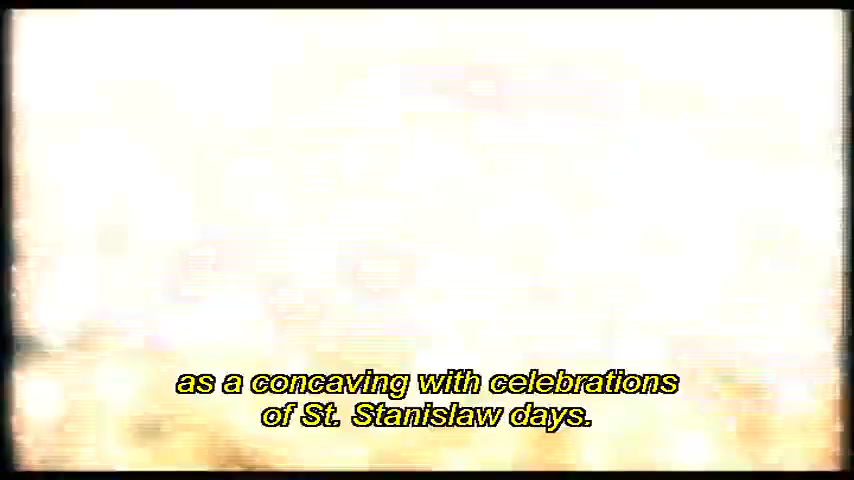 as a concaving with celebrations
of St. Stanislaw days.